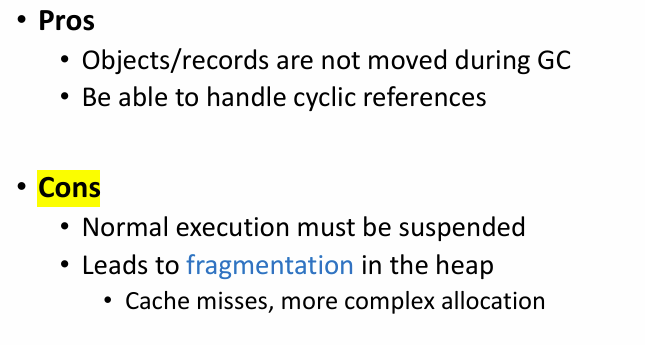 • Pros
• Objects/records are not moved during GC
• Be able to handle cyclic references
• Cons
• Normal execution must be suspended
• Leads to fragmentation in the heap
• Cache misses, more complex allocation